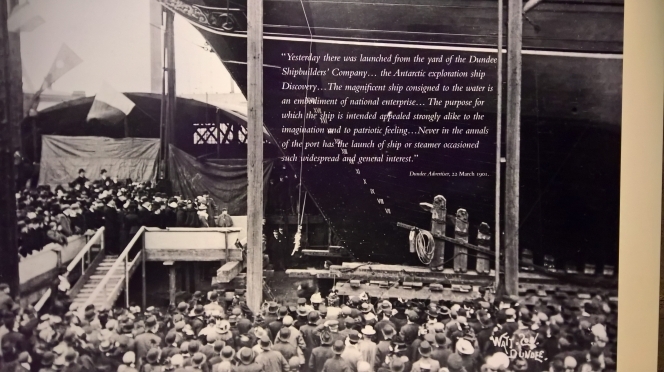 "Yesterday there was launched from the yard of the Dundee
Shipbuilders' Company… the Antarctic exploration ship
Discovery…The magnificent ship consigned to the water is
an embodiment of national enterprise… The purpose for
which the ship is intended appealed strongly alike to the
imagination and to patriotic feeling…Never in the annals
of the port has the launch of ship or steamer occasioned
such widespread and general interest."
Dundee Advertiser, 22 March 1901.
DUNDEE